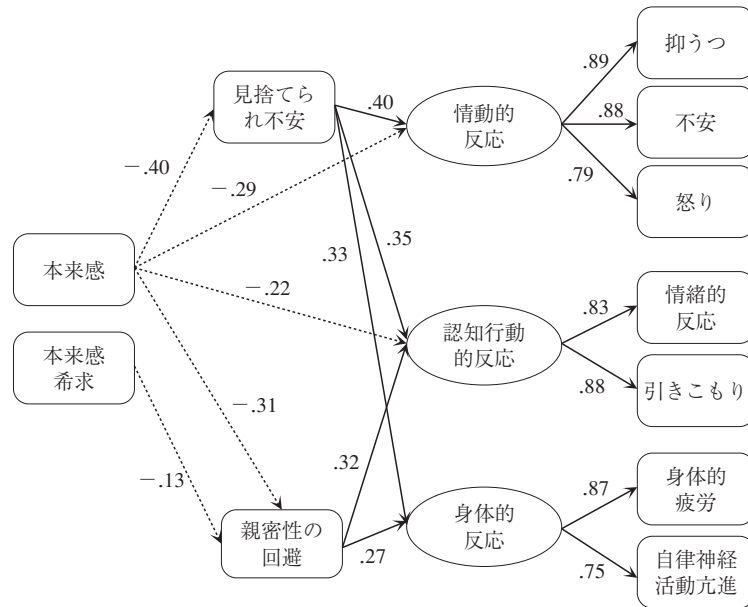 抑うつ
.89
見捨てら
れ不安
.40
情動的
反応
.88
不安
−.40
−.29
.79
怒り
本来感
.33
.35
−.22
情緒的
反応
.83
本来感
希求
認知行動
的反応
−.31
.88
引きこもり
.32
−.13
.87
身体的
疲労
親密性の
回避
.27
身体的
反応
.75
自律神経
活動亢進